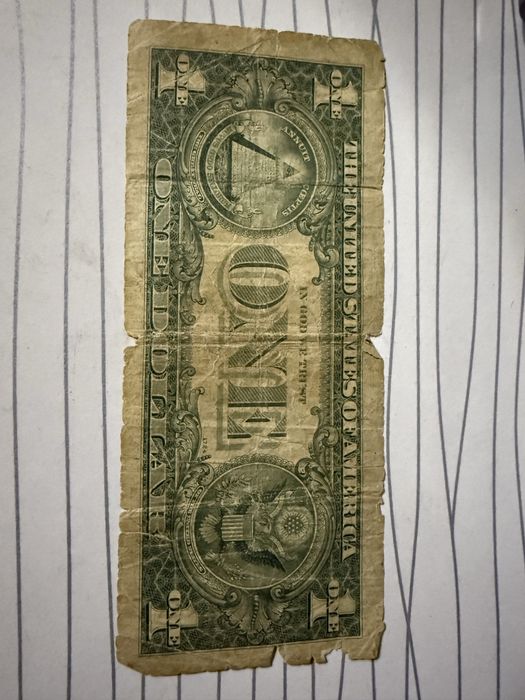 THE UNITED STATES OF AMERICA
ONE
ONE
ANNUIT COEPTIS
IN GOD WE TRUST
ONE
ONE
ONE
ONE DOLLAR